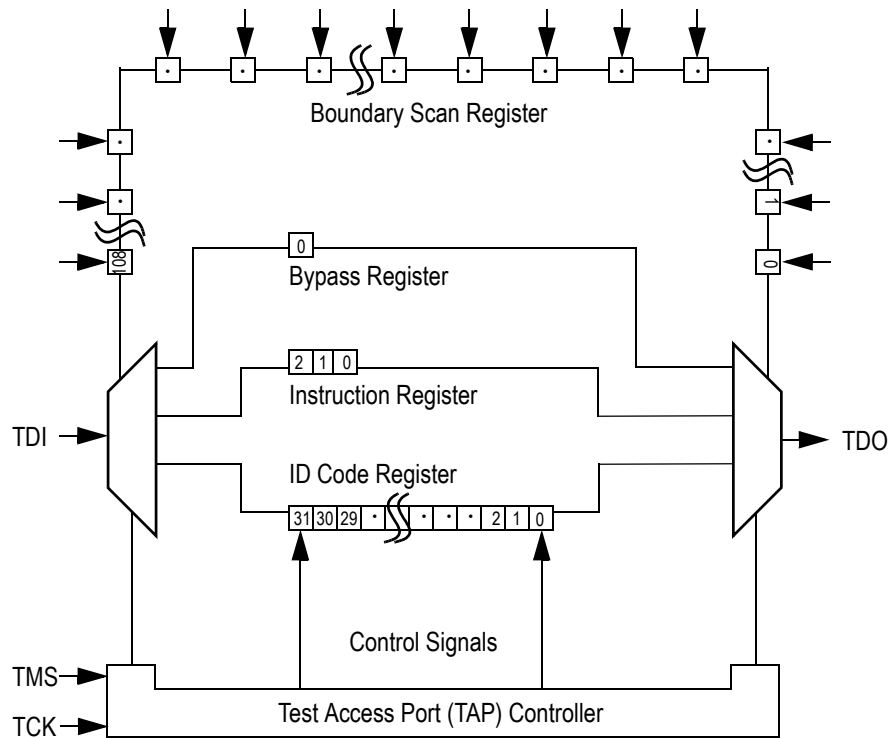 · · · · · · · ·
Boundary Scan Register
· ·
· 1
108 0
0
Bypass Register
2 1 0
Instruction Register
TDI TDO
ID Code Register
31 30 29 · · · · 2 1 0
Control Signals
TMS
Test Access Port (TAP) Controller
TCK